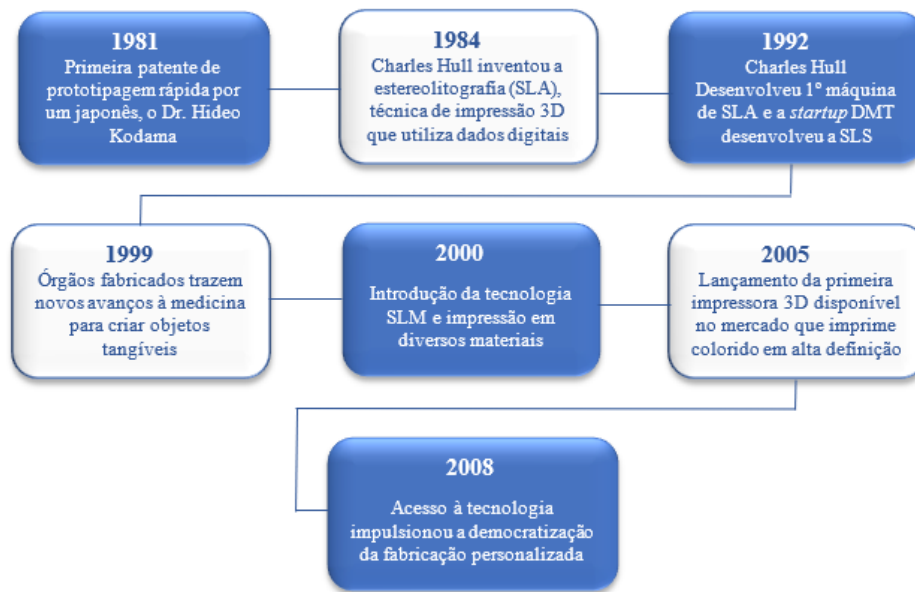 1981
Primeira patente de
prototipagem rápida por
um japonês, o Dr. Hideo
Kodama
1984
Charles Hull inventou a
estereolitografia (SLA),
técnica de impressão 3D
que utiliza dados digitais
1992
Charles Hull
Desenvolveu 1º máquina
de SLA e a startup DMT
desenvolveu a SLS
1999
Órgãos fabricados trazem
novos avanços à medicina
para criar objetos
tangíveis
2000
Introdução da tecnologia
SLM e impressão em
diversos materiais
2005
Lançamento da primeira
impressora 3D disponível
no mercado que imprime
colorido em alta definição
2008
Acesso à tecnologia
impulsionou a democratização
da fabricação personalizada